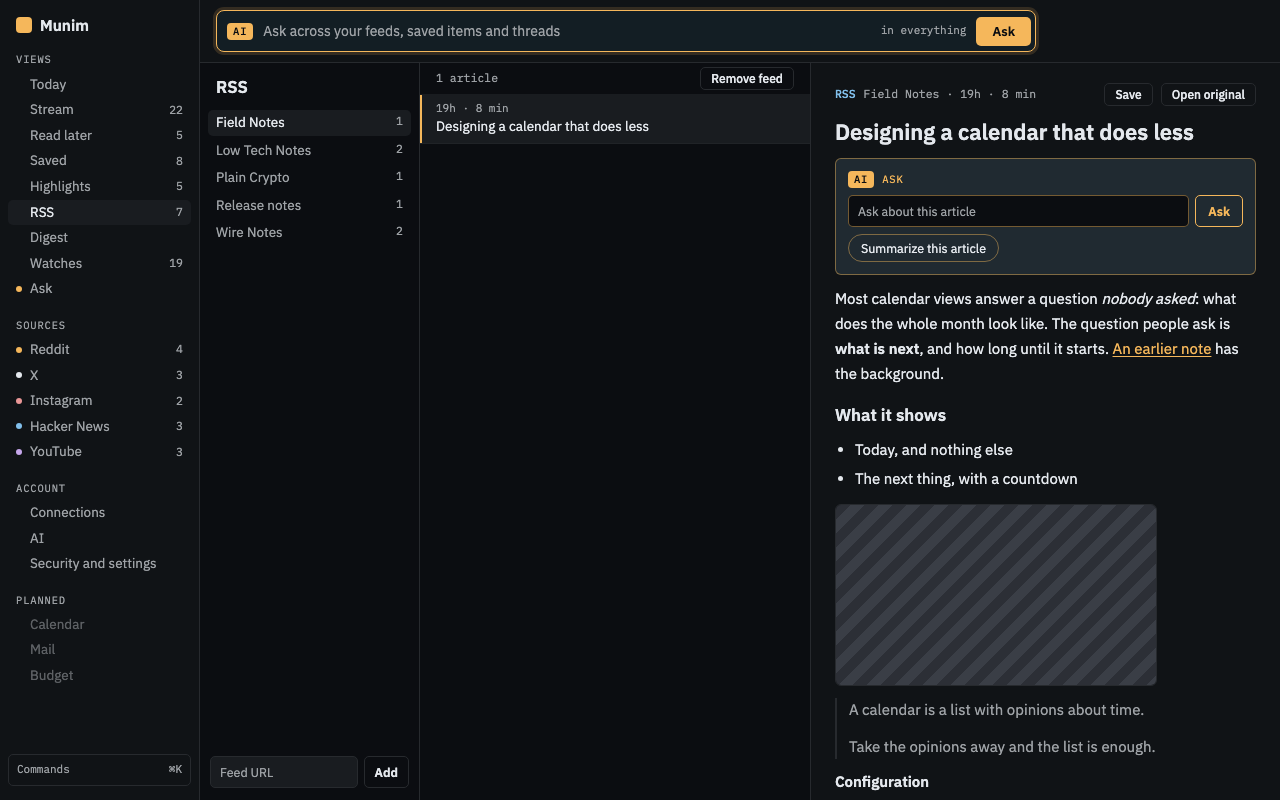 Munim
VIEWS
Today
Stream 22
Read later 5
Saved 8
Highlights 5
RSS 7
Digest
Watches 19
Ask
SOURCES
Reddit 4
X 3
Instagram 2
Hacker News 3
YouTube 3
ACCOUNT
Connections
AI
Security and settings
PLANNED
Calendar
Mail
Budget
Commands ⌘K
AI Ask across your feeds, saved items and threads in everything Ask
RSS
Field Notes 1
Low Tech Notes 2
Plain Crypto 1
Release notes 1
Wire Notes 2
Feed URL Add
1 article Remove feed
19h · 8 min
Designing a calendar that does less
RSS Field Notes · 19h · 8 min Save Open original
Designing a calendar that does less
AI ASK
Ask about this article Ask
Summarize this article
Most calendar views answer a question nobody asked: what
does the whole month look like. The question people ask is
what is next, and how long until it starts. An earlier note has
the background.
What it shows
• Today, and nothing else
• The next thing, with a countdown
A calendar is a list with opinions about time.
Take the opinions away and the list is enough.
Configuration